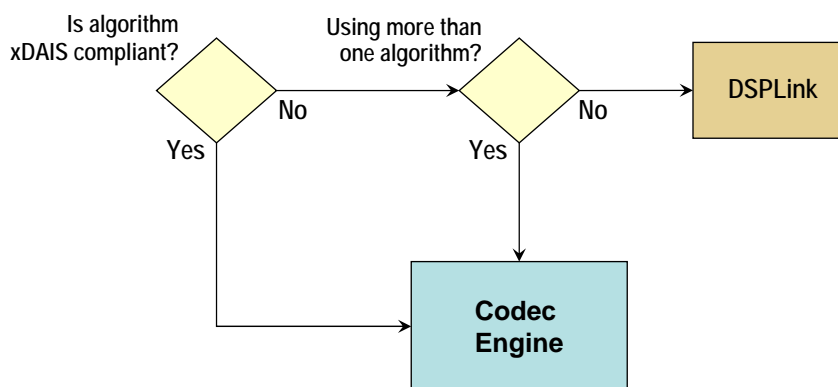 Is algorithm
xDAIS compliant?
Using more than
one algorithm?
No
No
DSPLink
Yes
Yes
Codec
Engine